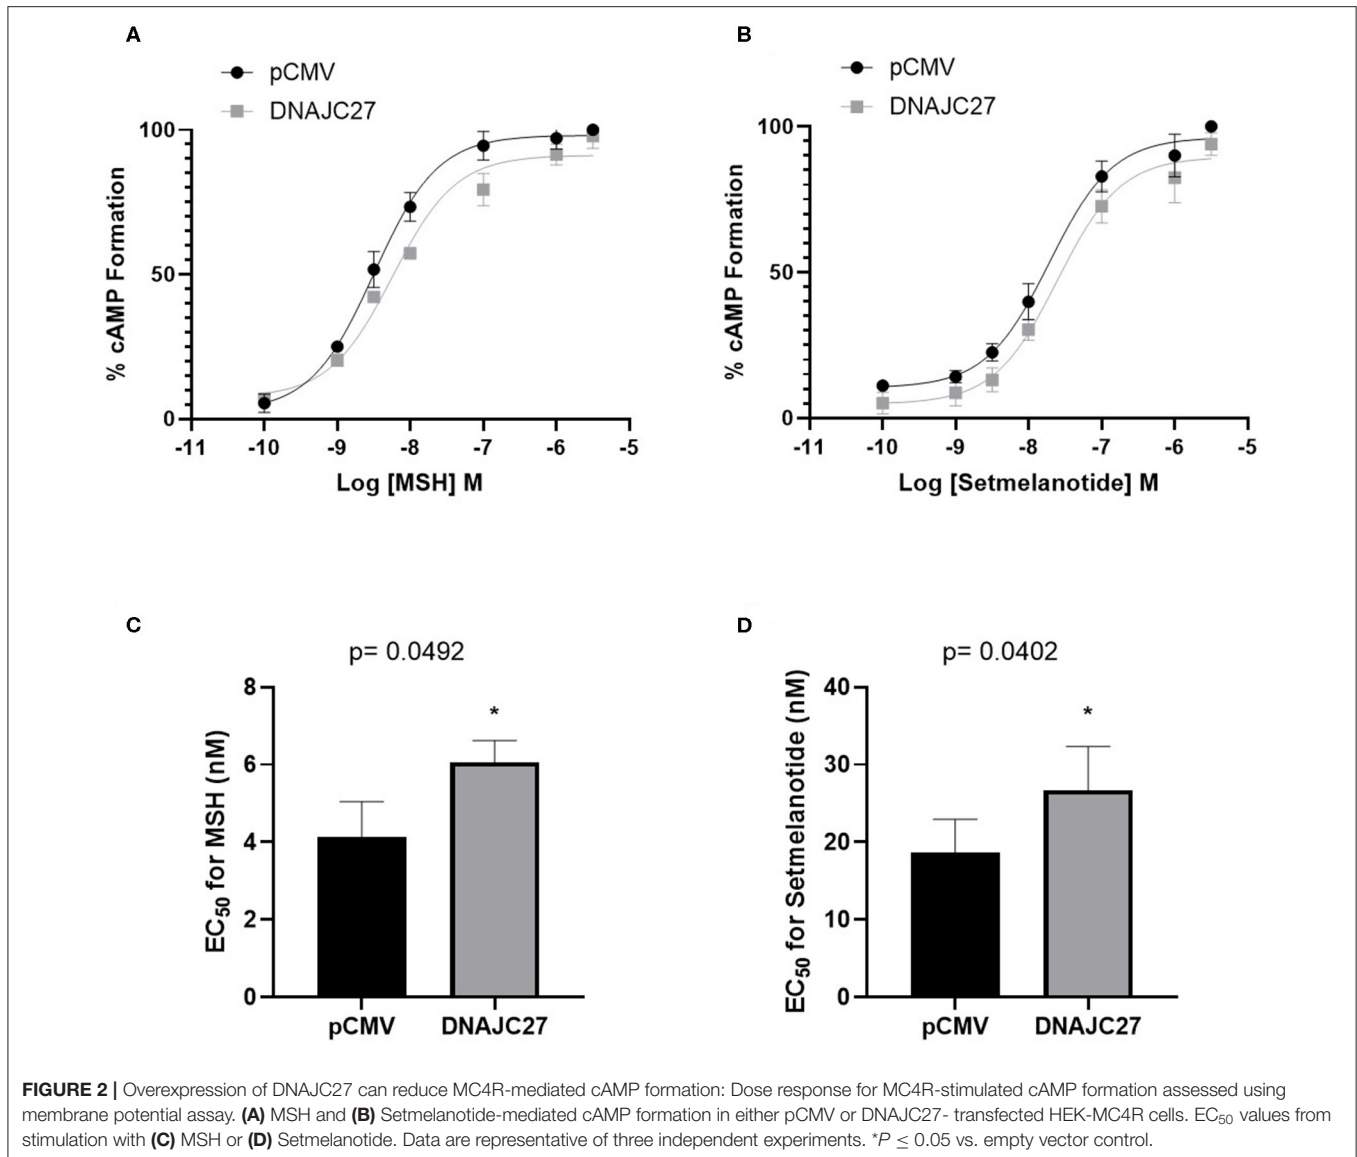 A
pCMV
DNAJC27
100
50
0
% cAMP Formation
-11 -10 -9 -8 -7 -6 -5
Log [MSH] M
B
pCMV
DNAJC27
100
50
0
% cAMP Formation
-11 -10 -9 -8 -7 -6 -5
Log [Setmelanotide] M
C
p= 0.0492
8
6
4
2
0
*
EC50 for MSH (nM)
pCMV DNAJC27
D
p= 0.0402
40
30
20
10
0
*
EC50 for Setmelanotide (nM)
pCMV DNAJC27
FIGURE 2 | Overexpression of DNAJC27 can reduce MC4R-mediated cAMP formation: Dose response for MC4R-stimulated cAMP formation assessed using
membrane potential assay. (A) MSH and (B) Setmelanotide-mediated cAMP formation in either pCMV or DNAJC27- transfected HEK-MC4R cells. EC50 values from
stimulation with (C) MSH or (D) Setmelanotide. Data are representative of three independent experiments. *P ≤ 0.05 vs. empty vector control.